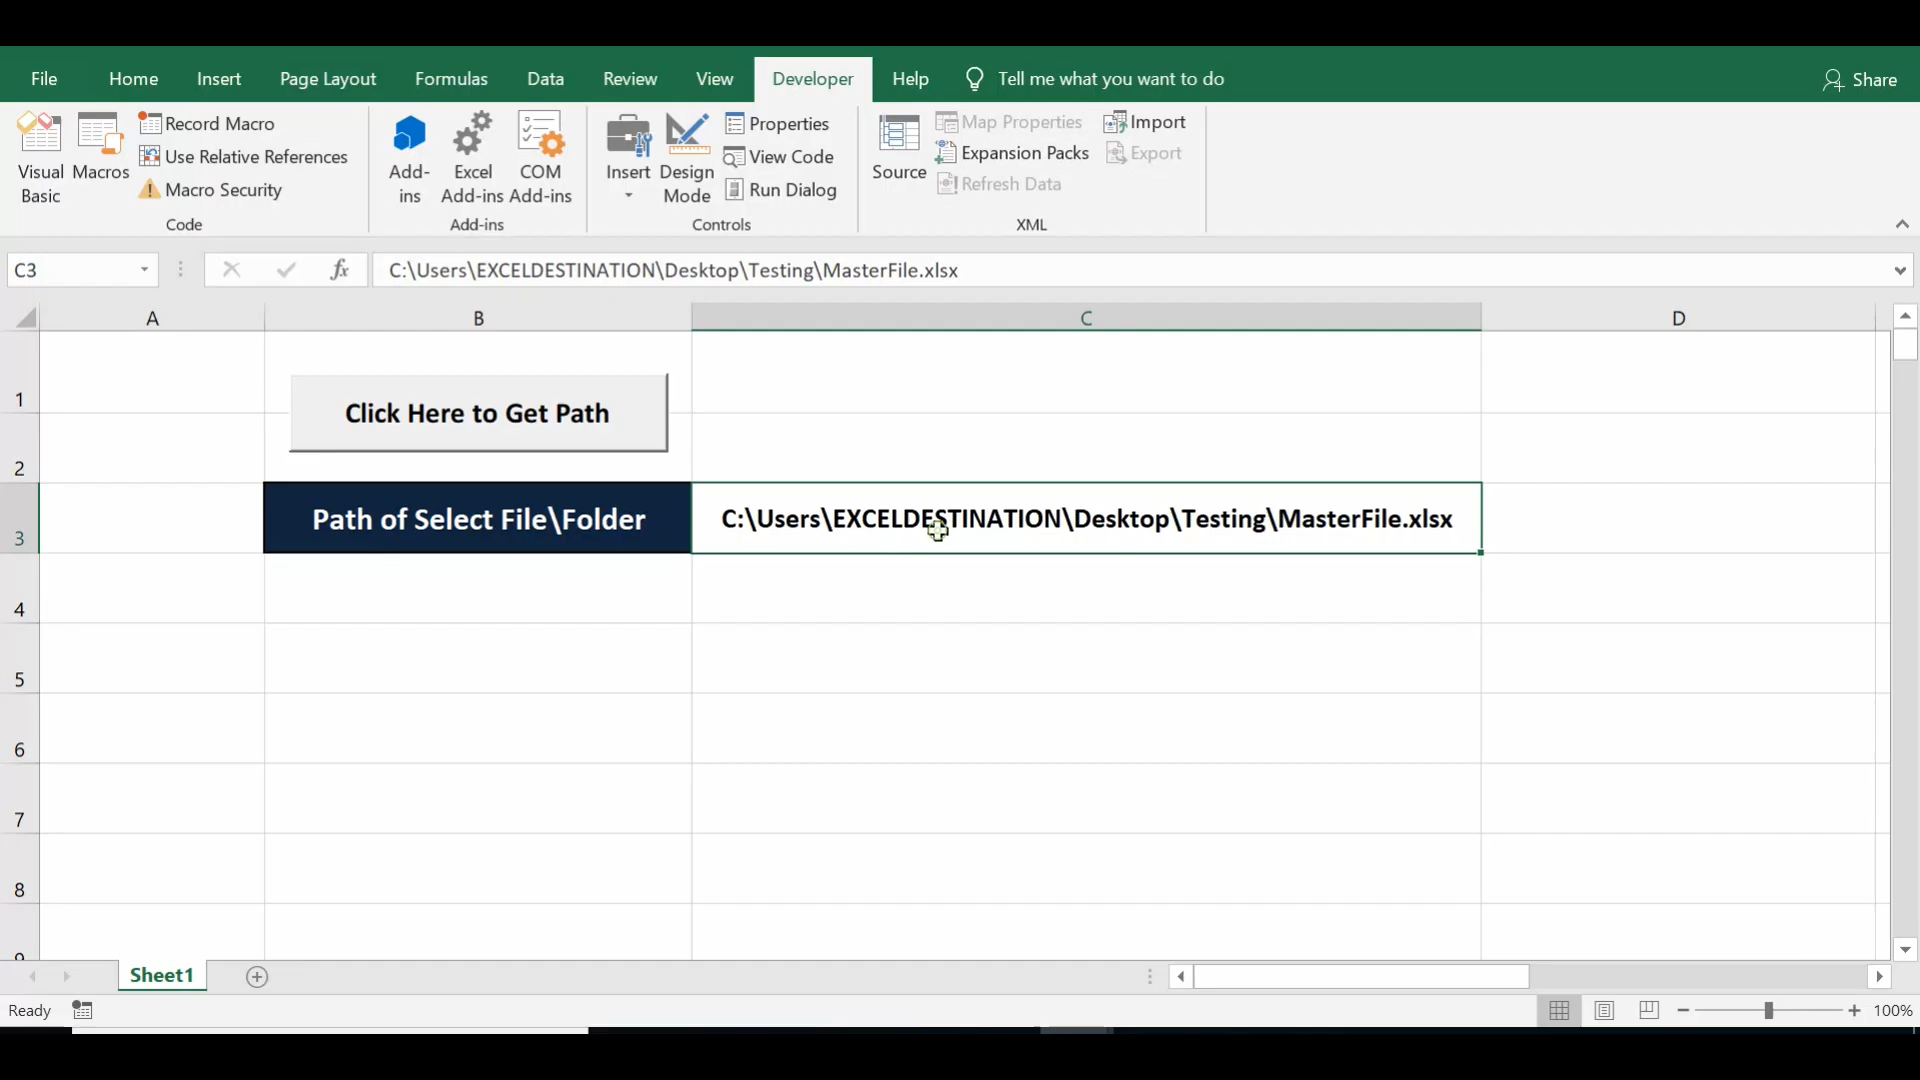 File Home Insert Page Layout Formulas Data Review View Developer Help Tell me what you want to do Share
Visual Basic
Macros
Record Macro
Use Relative References
Macro Security
Code
Add-ins
Excel Add-ins
COM Add-ins
Add-ins
Insert
Design Mode
Properties
View Code
Run Dialog
Controls
Source
Map Properties
Expansion Packs
Refresh Data
Import
Export
XML
C3 fx C:\Users\EXCELDESTINATION\Desktop\Testing\MasterFile.xlsx
A B C D
1
Click Here to Get Path
2
3 Path of Select File\Folder C:\Users\EXCELDESTINATION\Desktop\Testing\MasterFile.xlsx
4
5
6
7
8
9
Sheet1
Ready 100%